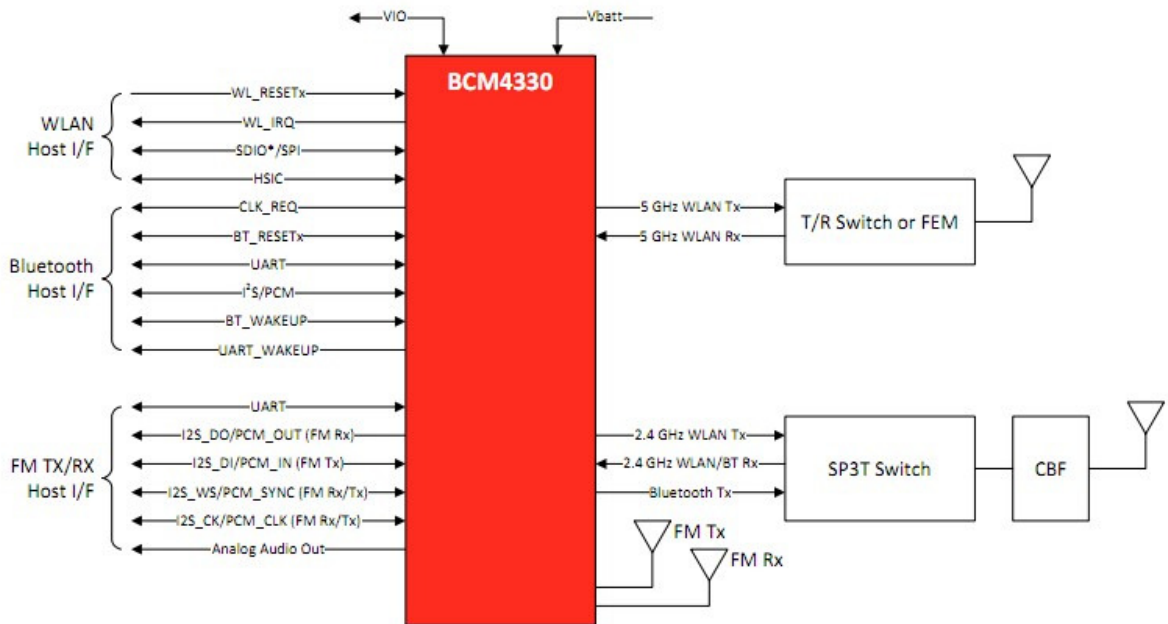 VIO
Vbatt
BCM4330
WL_RESETx
WL_IRQ
SDIO*/SPI
HSIC
WLAN
Host I/F
CLK_REQ
BT_RESETx
UART
I²S/PCM
BT_WAKEUP
UART_WAKEUP
Bluetooth
Host I/F
UART
I2S_DO/PCM_OUT (FM Rx)
I2S_DI/PCM_IN (FM Tx)
I2S_WS/PCM_SYNC (FM Rx/Tx)
I2S_CK/PCM_CLK (FM Rx/Tx)
Analog Audio Out
FM TX/RX
Host I/F
5 GHz WLAN Tx
5 GHz WLAN Rx
T/R Switch or FEM
2.4 GHz WLAN Tx
2.4 GHz WLAN/BT Rx
Bluetooth Tx
SP3T Switch
CBF
FM Tx
FM Rx